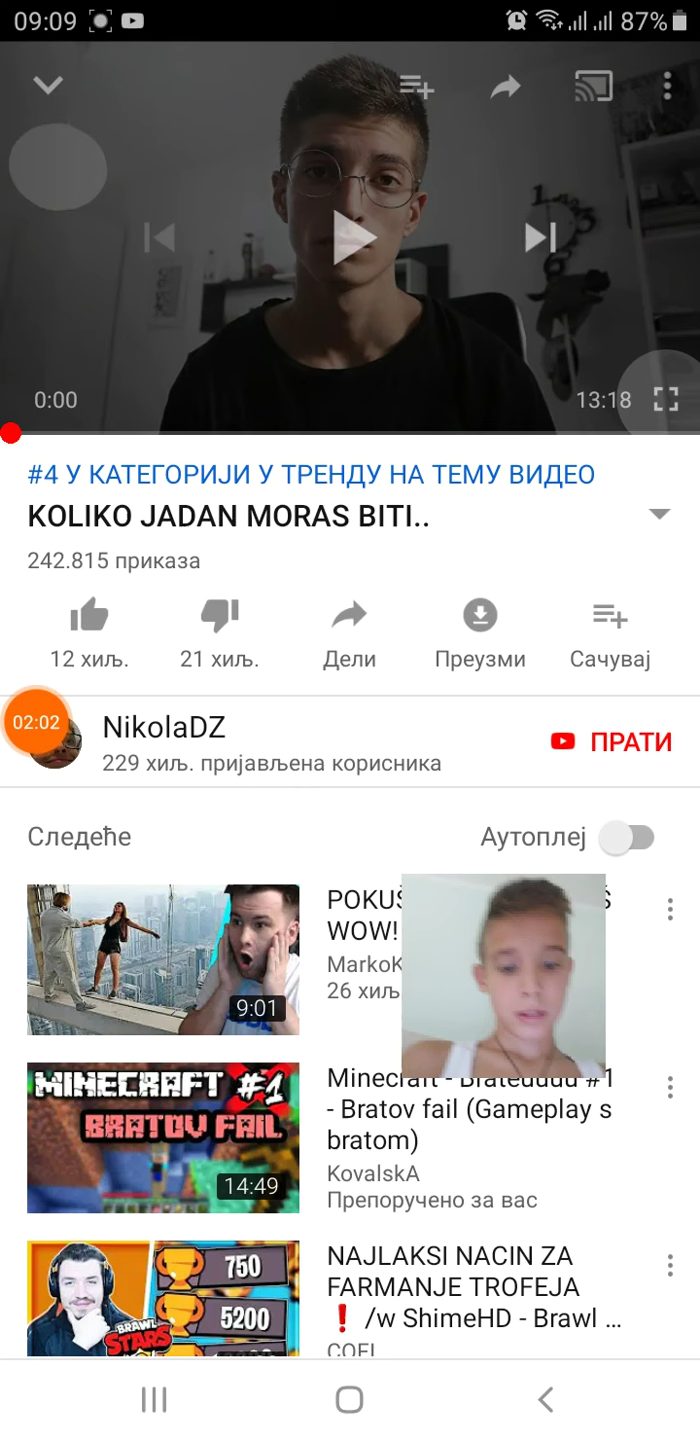 09:09
87%
0:00
13:18
#4 У КАТЕГОРИЈИ У ТРЕНДУ НА ТЕМУ ВИДЕО
KOLIKO JADAN MORAS BITI..
242.815 приказа
12 хиљ. 21 хиљ. Дели Преузми Сачувај
02:02
NikolaDZ
ПРАТИ
229 хиљ. пријављена корисника
Следеће
Аутоплеј
9:01
WOW!
26 хиљ
MINECRAFT #1
BRATOV FAIL
14:49
Minecraft - Brateuuuu #1
- Bratov fail (Gameplay s
bratom)
KovalskA
Препоручено за вас
750
5200
BRAWL
STARS
NAJLAKSI NACIN ZA
FARMANJE TROFEJA
❗ /w ShimeHD - Brawl ...